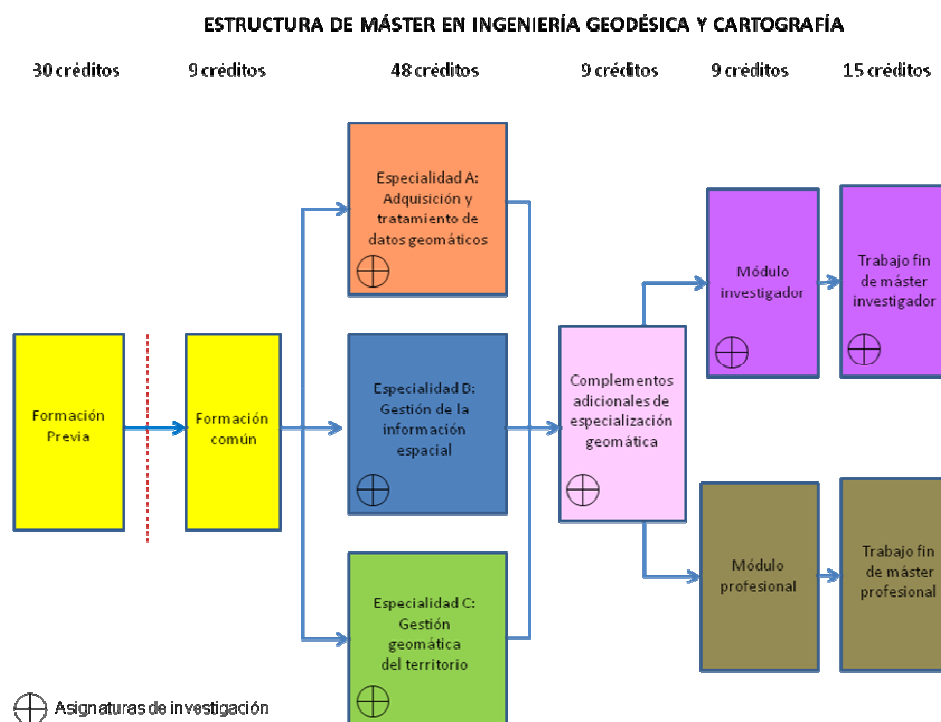 ESTRUCTURA DE MÁSTER EN INGENIERÍA GEODÉSICA Y CARTOGRAFÍA
30 créditos
9 créditos
48 créditos
9 créditos
9 créditos
15 créditos
Formación
Previa
Formación
común
Especialidad A:
Adquisición y
tratamiento de
datos geomáticos
Especialidad B:
Gestión de la
información
espacial
Especialidad C:
Gestión
geomática
del territorio
Complementos
adicionales de
especialización
geomática
Módulo
investigador
Trabajo fin
de máster
investigador
Módulo
profesional
Trabajo fin
de máster
profesional
Asignaturas de investigación